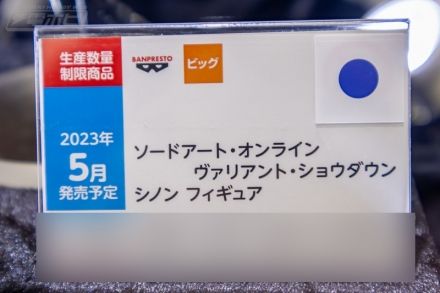 生産数量
制限商品
BANPRESTO
ビッグ
2023年
5月
発売予定
ソードアート・オンライン
ヴァリアント・ショウダウン
シノン フィギュア